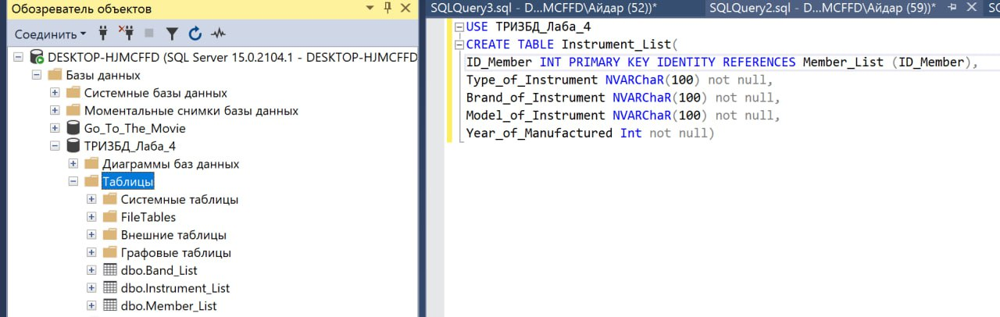 Обозреватель объектов
Соединить
DESKTOP-HJMCFFD (SQL Server 15.0.2104.1 - DESKTOP-HJMCFFD
Базы данных
Системные базы данных
Моментальные снимки базы данных
Go_To_The_Movie
ТРИЗБД_Лаба_4
Диаграммы баз данных
Таблицы
Системные таблицы
FileTables
Внешние таблицы
Графовые таблицы
dbo.Band_List
dbo.Instrument_List
dbo.Member_List
SQLQuery3.sql - D...MCFFD\Айдар (52))*
SQLQuery2.sql - D...MCFFD\Айдар (59))*
SQ
USE ТРИЗБД_Лаба_4
CREATE TABLE Instrument_List(
ID_Member INT PRIMARY KEY IDENTITY REFERENCES Member_List (ID_Member),
Type_of_Instrument NVARChaR(100) not null,
Brand_of_Instrument NVARChaR(100) not null,
Model_of_Instrument NVARChaR(100) not null,
Year_of_Manufactured Int not null)